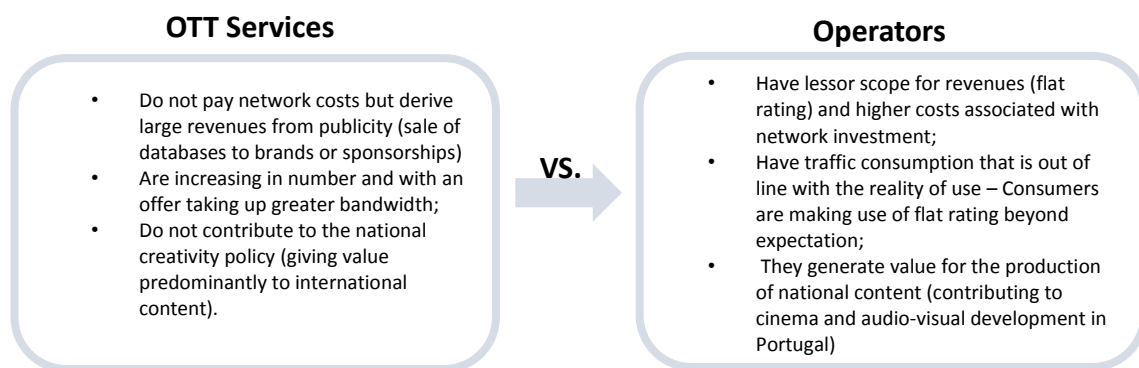 OTT Services
• Do not pay network costs but derive
large revenues from publicity (sale of
databases to brands or sponsorships)
• Are increasing in number and with an
offer taking up greater bandwidth;
• Do not contribute to the national
creativity policy (giving value
predominantly to international
content).
VS.
Operators
• Have lessor scope for revenues (flat
rating) and higher costs associated with
network investment;
• Have traffic consumption that is out of
line with the reality of use – Consumers
are making use of flat rating beyond
expectation;
• They generate value for the production
of national content (contributing to
cinema and audio-visual development in
Portugal)